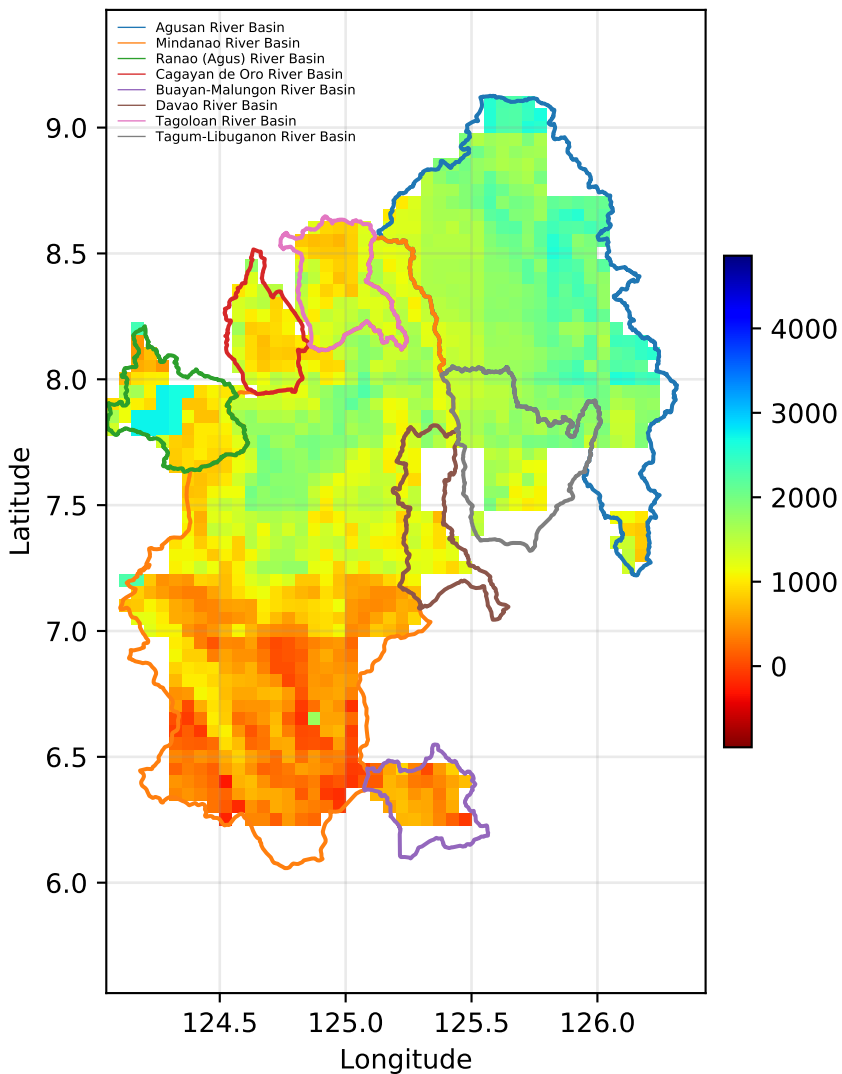 Agusan River Basin
Mindanao River Basin
Ranao (Agus) River Basin
Cagayan de Oro River Basin
Buayan-Malungon River Basin
Davao River Basin
Tagoloan River Basin
Tagum-Libuganon River Basin
9.0
8.5
8.0
7.5
7.0
6.5
6.0
Latitude
124.5 125.0 125.5 126.0
Longitude
4000
3000
2000
1000
0